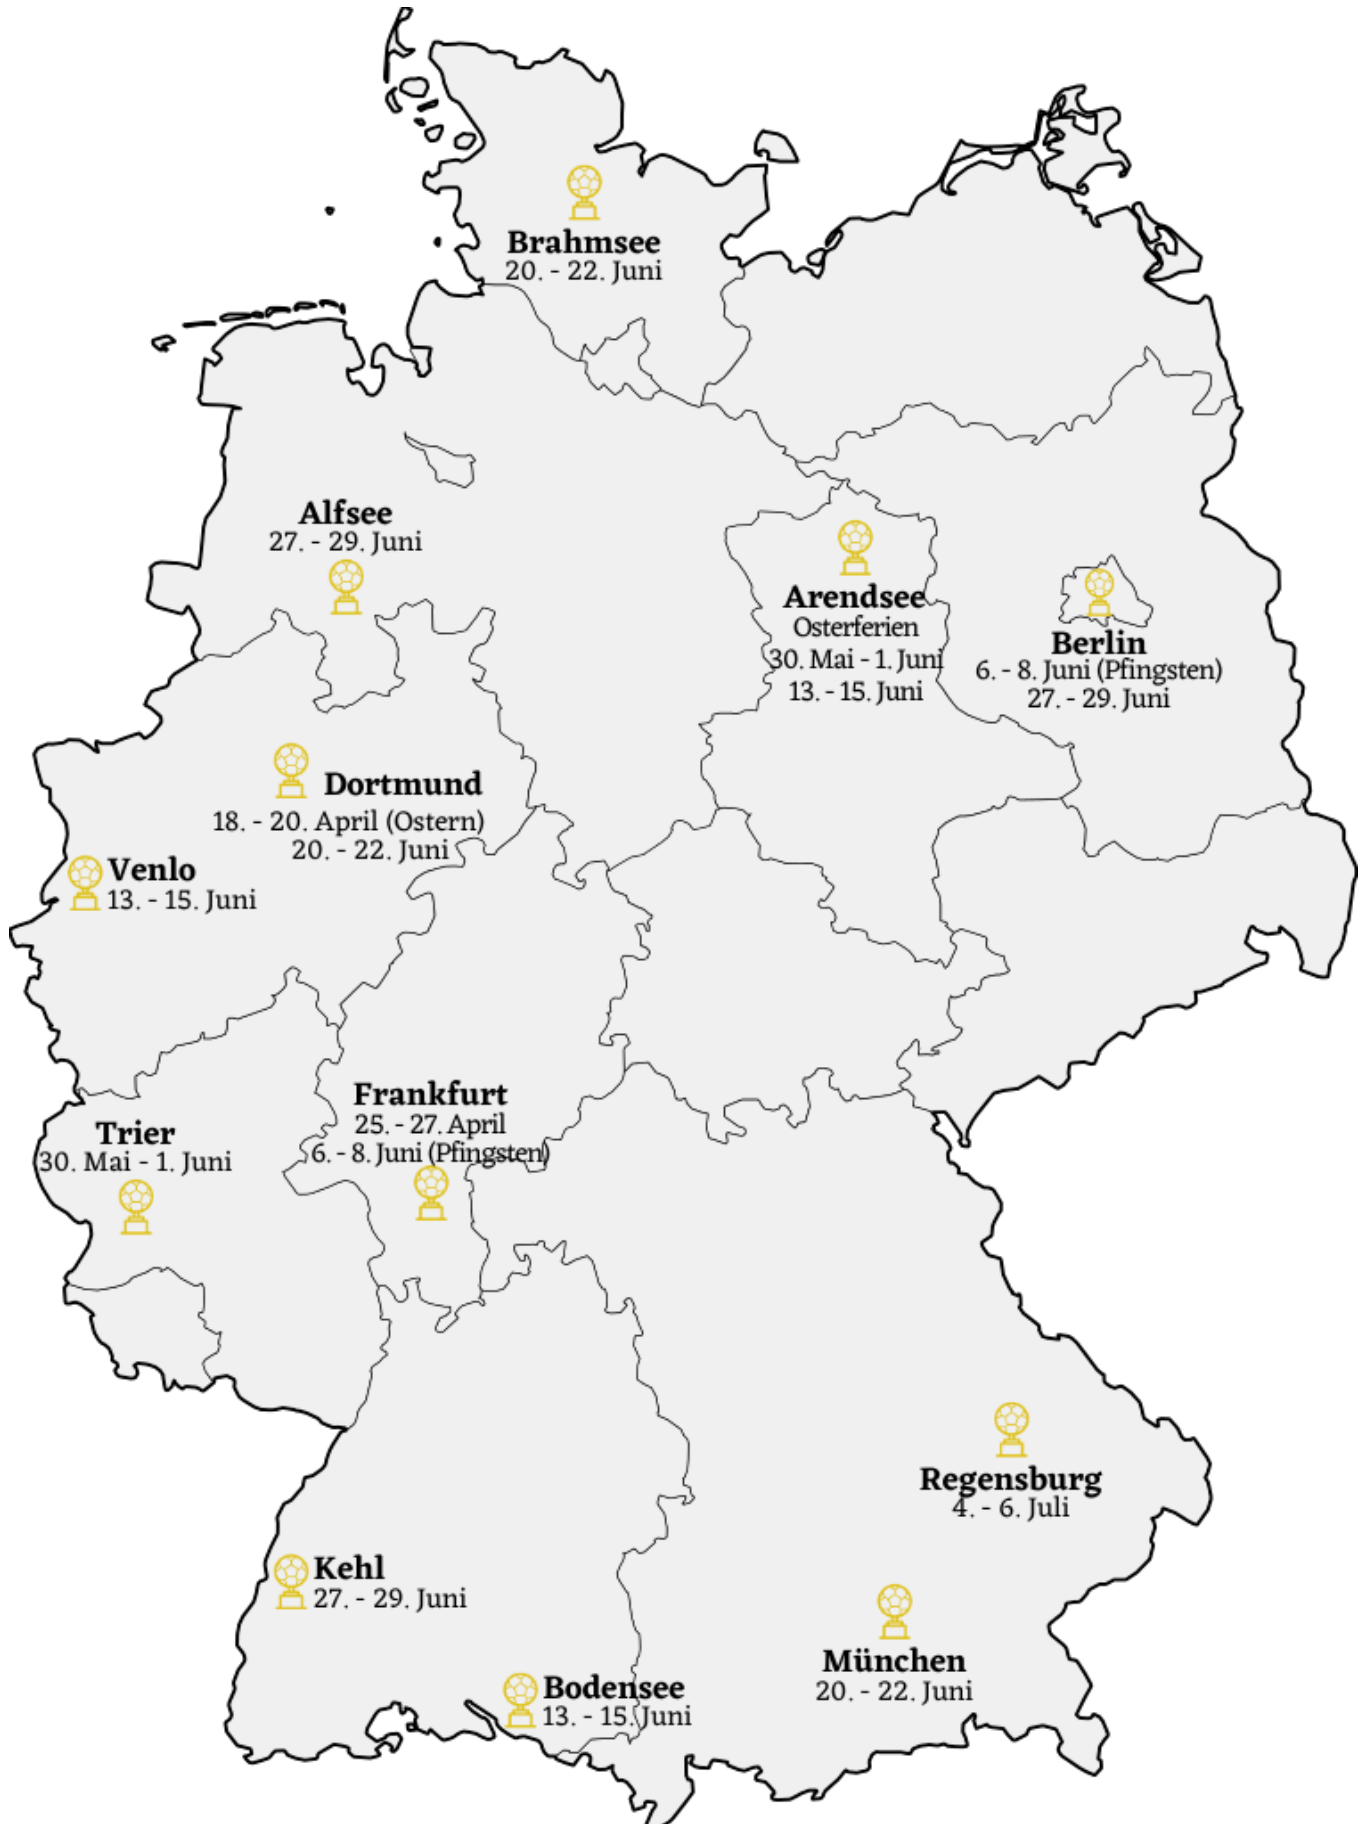 Brahmsee
20. - 22. Juni
Alfsee
27. - 29. Juni
Arendsee
Osterferien
30. Mai - 1. Juni
13. - 15. Juni
Berlin
6. - 8. Juni (Pfingsten)
27. - 29. Juni
Dortmund
18. - 20. April (Ostern)
20. - 22. Juni
Venlo
13. - 15. Juni
Frankfurt
25. - 27. April
6. - 8. Juni (Pfingsten)
Trier
30. Mai - 1. Juni
Regensburg
4. - 6. Juli
Kehl
27. - 29. Juni
München
20. - 22. Juni
Bodensee
13. - 15. Juni